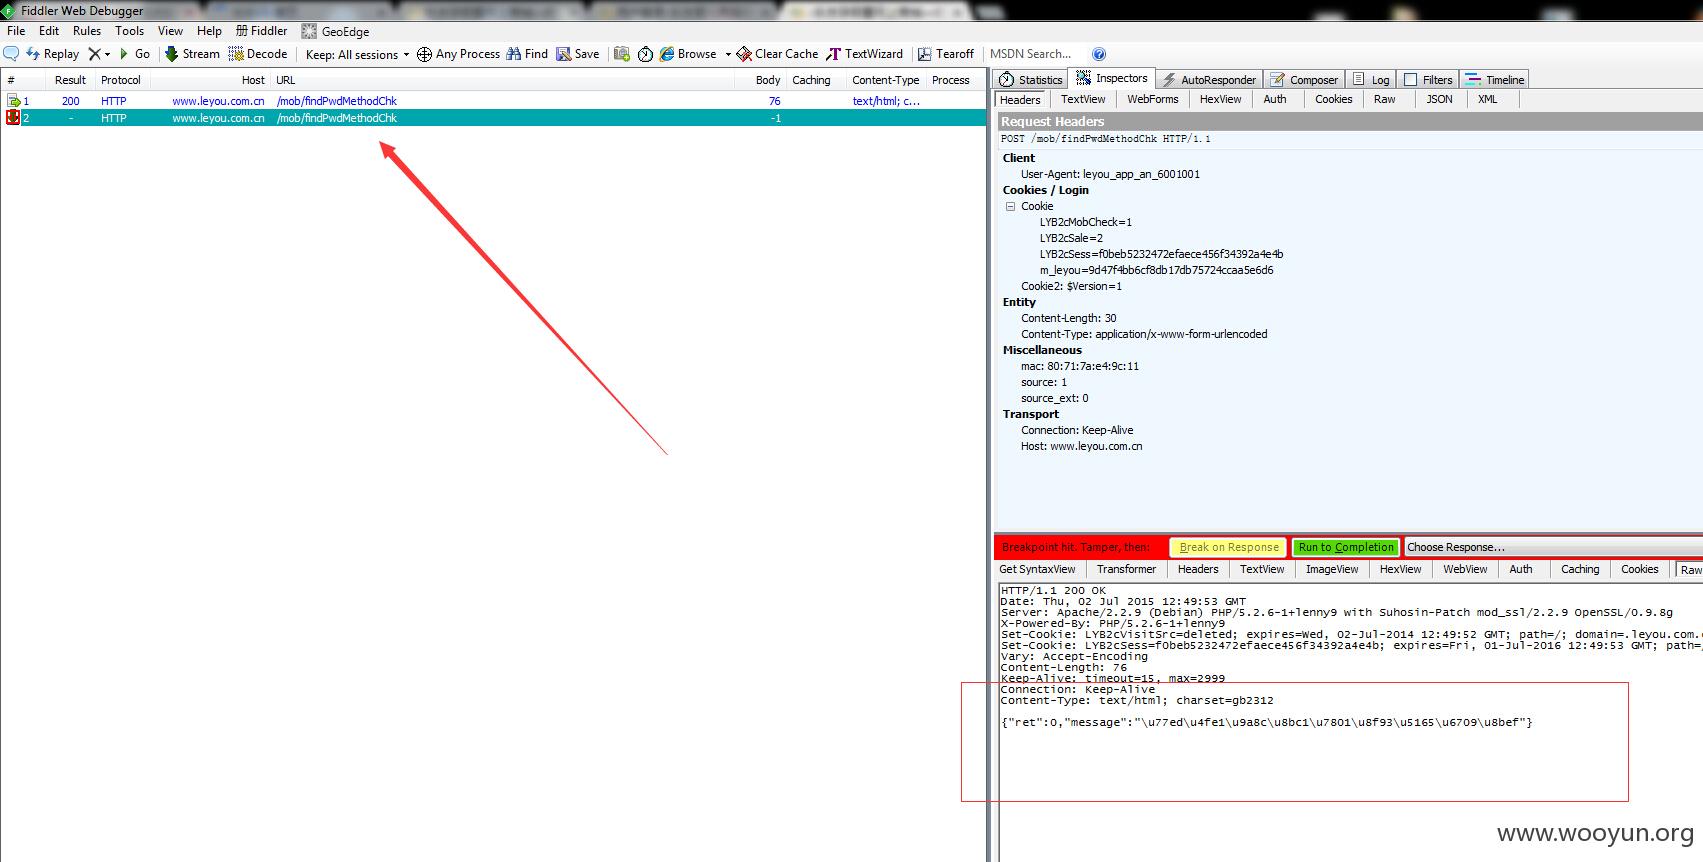 Fiddler Web Debugger
File Edit Rules Tools View Help Fiddler GeoEdge
Replay Go Stream Decode Keep: All sessions Any Process Find Save Browse Clear Cache TextWizard Tearoff MSDN Search...
# Result Protocol Host URL Body Caching Content-Type Process
1 200 HTTP www.leyou.com.cn /mob/findPwdMethodChk 76 text/html; c...
2 - HTTP www.leyou.com.cn /mob/findPwdMethodChk -1
Statistics Inspectors AutoResponder Composer Log Filters Timeline
Headers TextView WebForms HexView Auth Cookies Raw JSON XML
Request Headers
POST /mob/findPwdMethodChk HTTP/1.1
Client
User-Agent: leyou_app_an_6001001
Cookies / Login
Cookie
LYB2cMobCheck=1
LYB2cSale=2
LYB2cSess=f0beb5232472efaece456f34392a4e4b
m_leyou=9d47f4bb6cf8db17db75724ccaa5e6d6
Cookie2: $Version=1
Entity
Content-Length: 30
Content-Type: application/x-www-form-urlencoded
Miscellaneous
mac: 80:71:7a:e4:9c:11
source: 1
source_ext: 0
Transport
Connection: Keep-Alive
Host: www.leyou.com.cn
Breakpoint hit. Tamper, then: Break on Response Run to Completion Choose Response...
Get SyntaxView Transformer Headers TextView ImageView HexView WebView Auth Caching Cookies Raw
HTTP/1.1 200 OK
Date: Thu, 02 Jul 2015 12:49:53 GMT
Server: Apache/2.2.9 (Debian) PHP/5.2.6-1+lenny9 with Suhosin-Patch mod_ssl/2.2.9 OpenSSL/0.9.8g
X-Powered-By: PHP/5.2.6-1+lenny9
Set-Cookie: LYB2cVisitSrc=deleted; expires=Wed, 02-Jul-2014 12:49:52 GMT; path=/; domain=.leyou.com.c
Set-Cookie: LYB2cSess=f0beb5232472efaece456f34392a4e4b; expires=Fri, 01-Jul-2016 12:49:53 GMT; path=/
Vary: Accept-Encoding
Content-Length: 76
Keep-Alive: timeout=15, max=2999
Connection: Keep-Alive
Content-Type: text/html; charset=gb2312
{"ret":0,"message":"\u77ed\u4fe1\u9a8c\u8bc1\u7801\u8f93\u5165\u6709\u8bef"}
www.wooyun.org